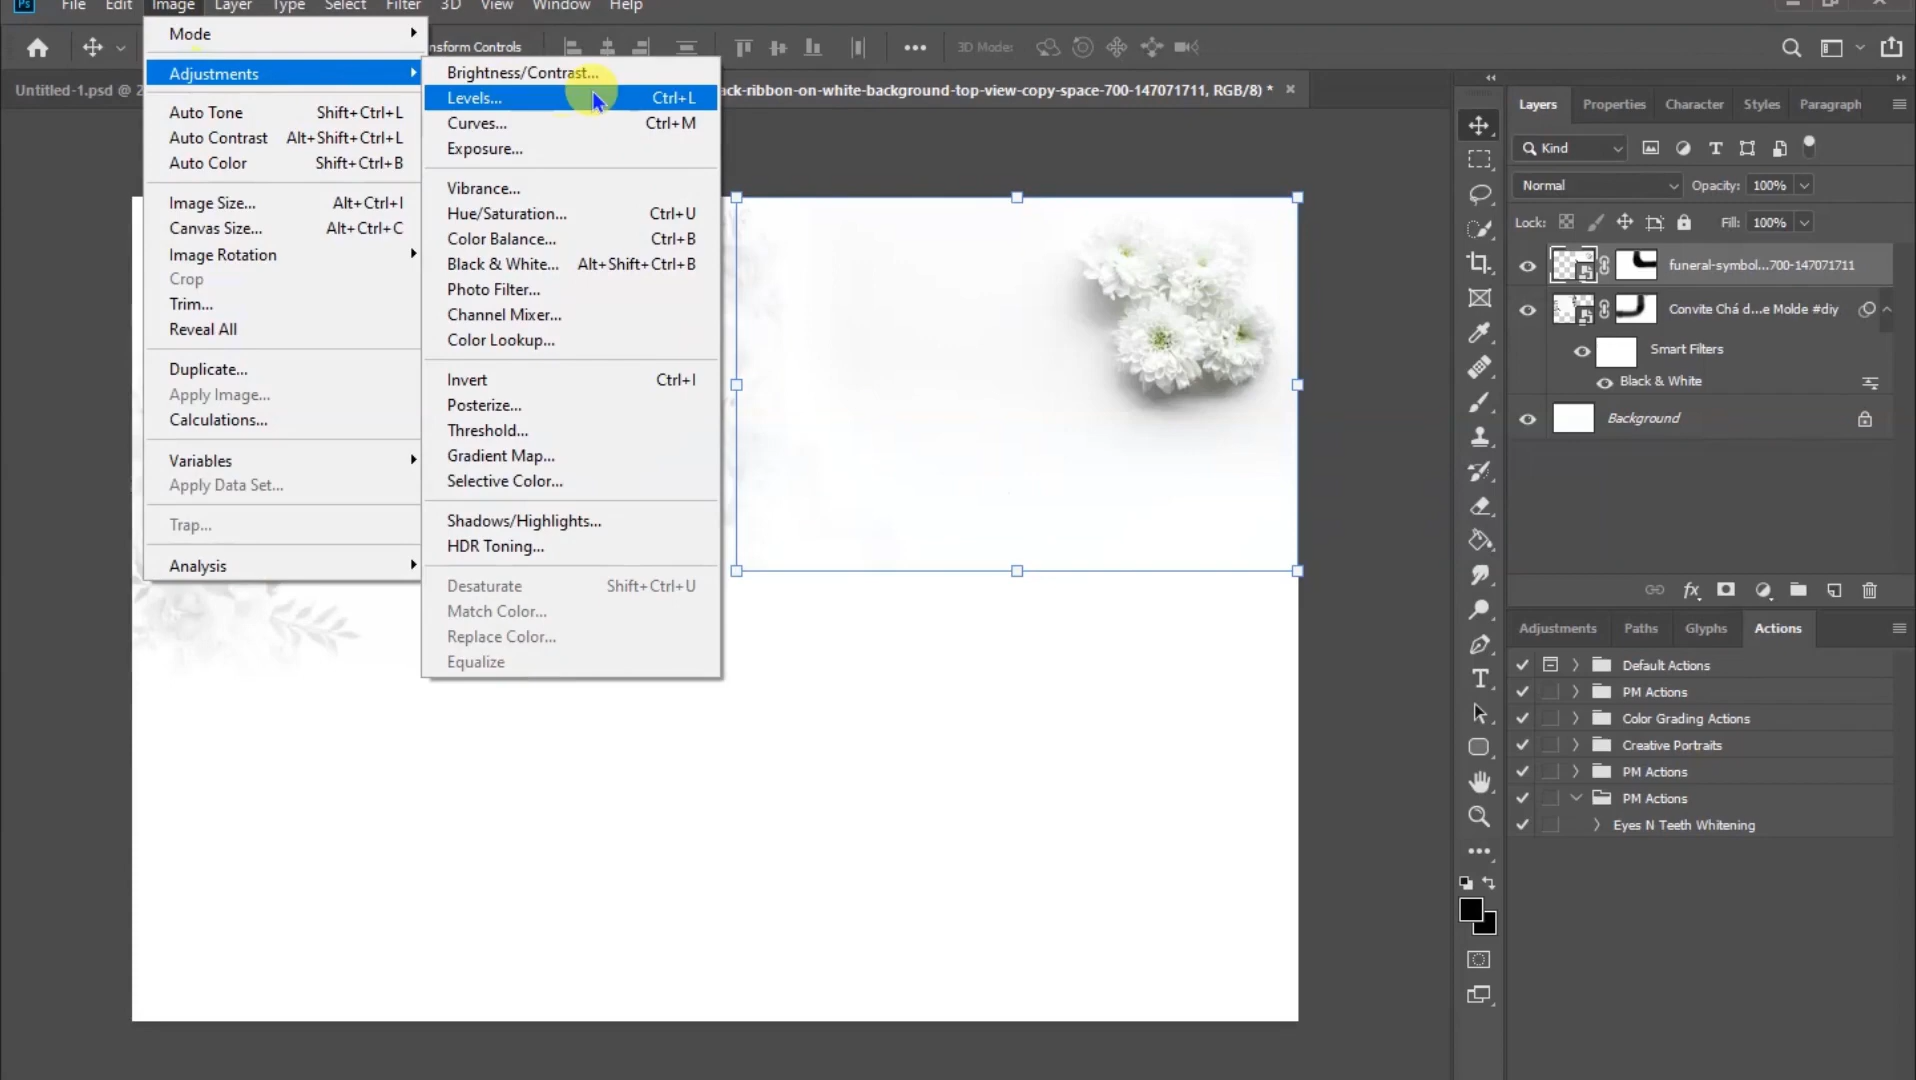 Ps File Edit Image Layer Type Select Filter 3D View Window Help
nsform Controls 3D Mode:
Untitled-1.psd @ 2
ack-ribbon-on-white-background-top-view-copy-space-700-147071711, RGB/8) *
Mode
Adjustments
Auto Tone Shift+Ctrl+L
Auto Contrast Alt+Shift+Ctrl+L
Auto Color Shift+Ctrl+B
Image Size... Alt+Ctrl+I
Canvas Size... Alt+Ctrl+C
Image Rotation
Crop
Trim...
Reveal All
Duplicate...
Apply Image...
Calculations...
Variables
Apply Data Set...
Trap...
Analysis
Brightness/Contrast...
Levels... Ctrl+L
Curves... Ctrl+M
Exposure...
Vibrance...
Hue/Saturation... Ctrl+U
Color Balance... Ctrl+B
Black & White... Alt+Shift+Ctrl+B
Photo Filter...
Channel Mixer...
Color Lookup...
Invert Ctrl+I
Posterize...
Threshold...
Gradient Map...
Selective Color...
Shadows/Highlights...
HDR Toning...
Desaturate Shift+Ctrl+U
Match Color...
Replace Color...
Equalize
Layers Properties Character Styles Paragraph
Kind
Normal Opacity: 100%
Lock: Fill: 100%
funeral-symbol...700-147071711
Convite Chá d...e Molde #diy
Smart Filters
Black & White
Background
Adjustments Paths Glyphs Actions
Default Actions
PM Actions
Color Grading Actions
Creative Portraits
PM Actions
PM Actions
Eyes N Teeth Whitening